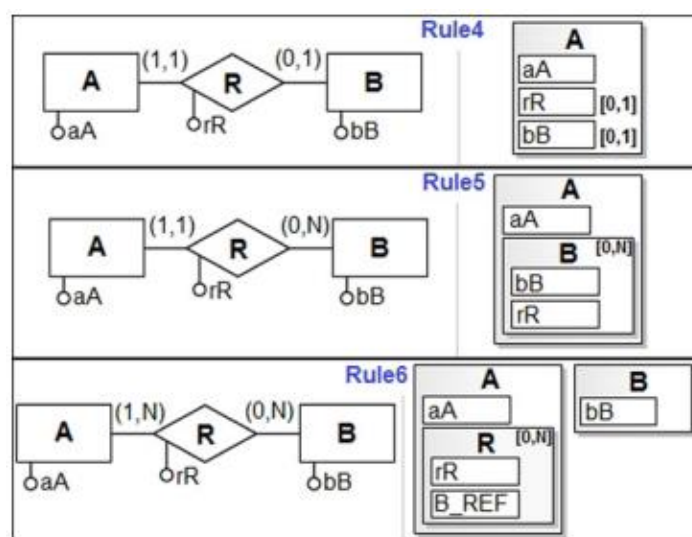 Rule4
A (1,1) R (0,1) B
aA rR bB
A
aA
rR [0,1]
bB [0,1]
Rule5
A (1,1) R (0,N) B
aA rR bB
A
aA
B [0,N]
bB
rR
Rule6
A (1,N) R (0,N) B
aA rR bB
A
aA
R [0,N]
rR
B_REF
B
bB